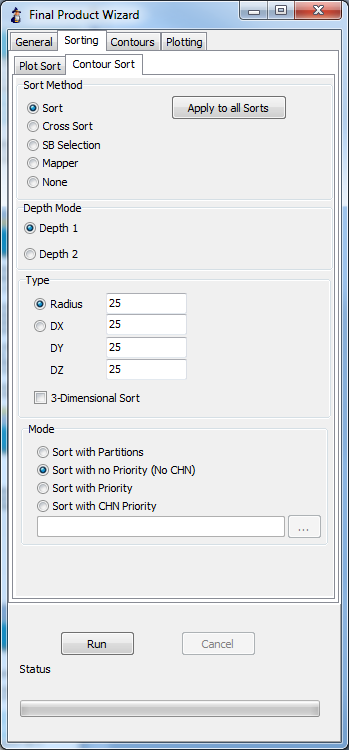 Final Product Wizard
General Sorting Contours Plotting
Plot Sort Contour Sort
Sort Method
Sort Apply to all Sorts
Cross Sort
SB Selection
Mapper
None
Depth Mode
Depth 1
Depth 2
Type
Radius 25
DX 25
DY 25
DZ 25
3-Dimensional Sort
Mode
Sort with Partitions
Sort with no Priority (No CHN)
Sort with Priority
Sort with CHN Priority
...
Run Cancel
Status